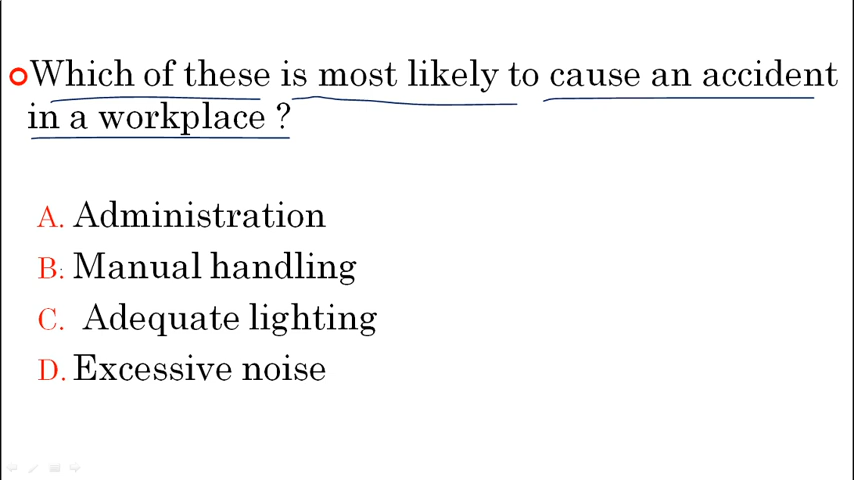 Which of these is most likely to cause an accident
in a workplace ?
A. Administration
B. Manual handling
C. Adequate lighting
D. Excessive noise